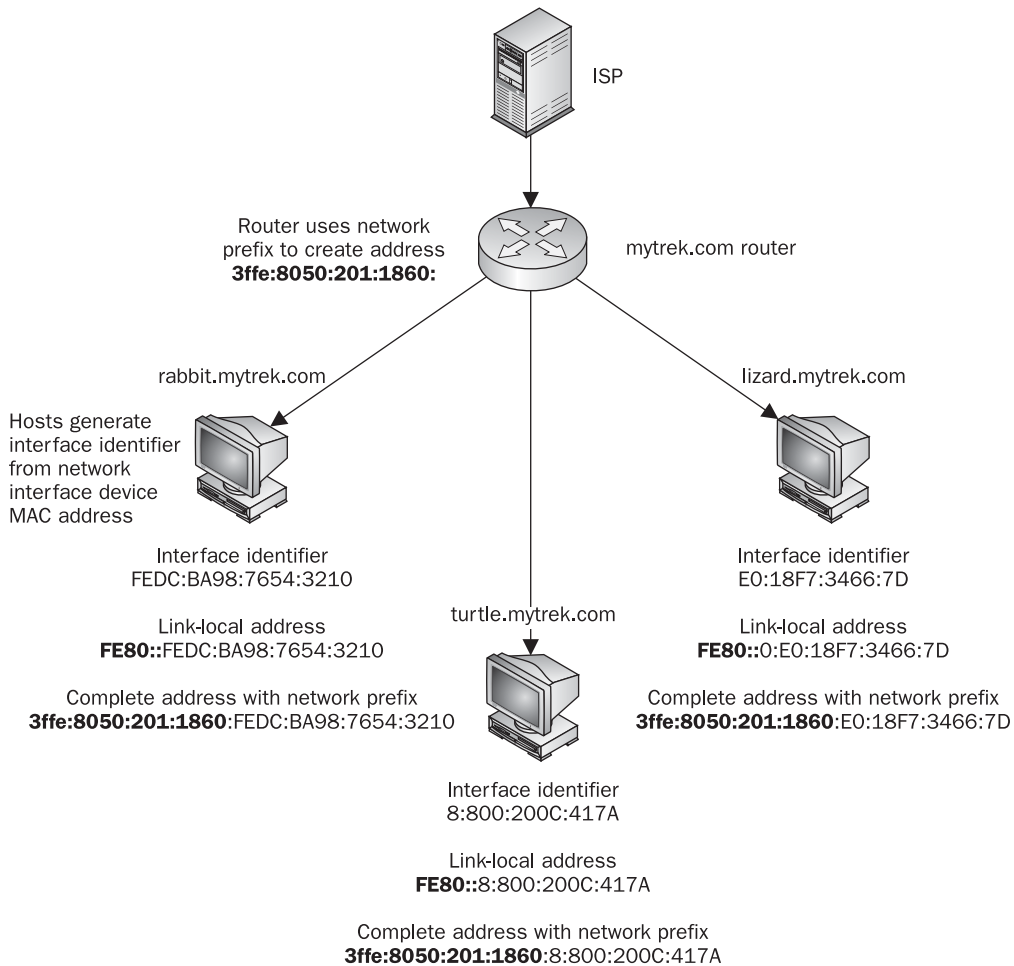 ISP
Router uses network
prefix to create address
3ffe:8050:201:1860:
mytrek.com router
rabbit.mytrek.com
lizard.mytrek.com
Hosts generate
interface identifier
from network
interface device
MAC address
Interface identifier
FEDC:BA98:7654:3210
Link-local address
FE80::FEDC:BA98:7654:3210
Complete address with network prefix
3ffe:8050:201:1860:FEDC:BA98:7654:3210
Interface identifier
E0:18F7:3466:7D
Link-local address
FE80::0:E0:18F7:3466:7D
Complete address with network prefix
3ffe:8050:201:1860:E0:18F7:3466:7D
turtle.mytrek.com
Interface identifier
8:800:200C:417A
Link-local address
FE80::8:800:200C:417A
Complete address with network prefix
3ffe:8050:201:1860:8:800:200C:417A